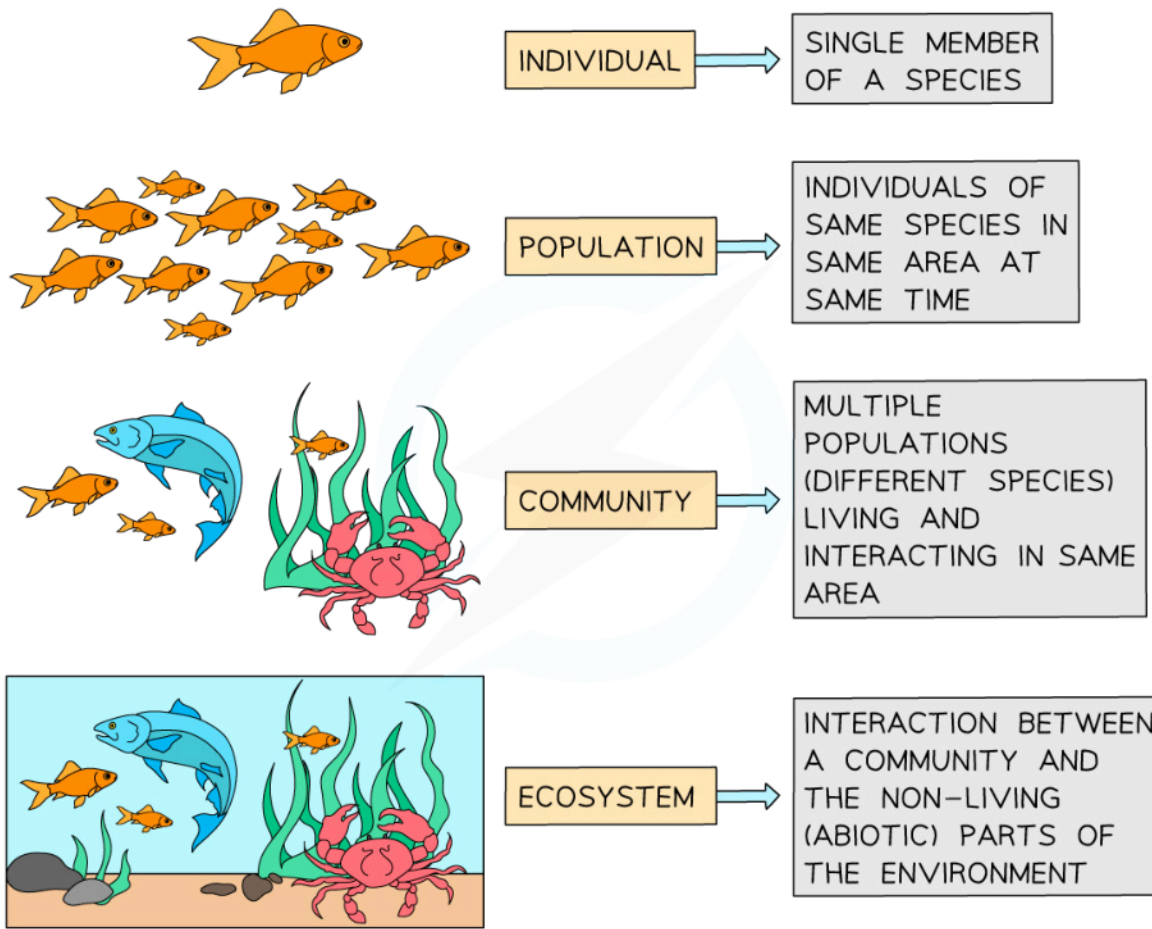 INDIVIDUAL
SINGLE MEMBER
OF A SPECIES
POPULATION
INDIVIDUALS OF
SAME SPECIES IN
SAME AREA AT
SAME TIME
COMMUNITY
MULTIPLE
POPULATIONS
(DIFFERENT SPECIES)
LIVING AND
INTERACTING IN SAME
AREA
ECOSYSTEM
INTERACTION BETWEEN
A COMMUNITY AND
THE NON-LIVING
(ABIOTIC) PARTS OF
THE ENVIRONMENT